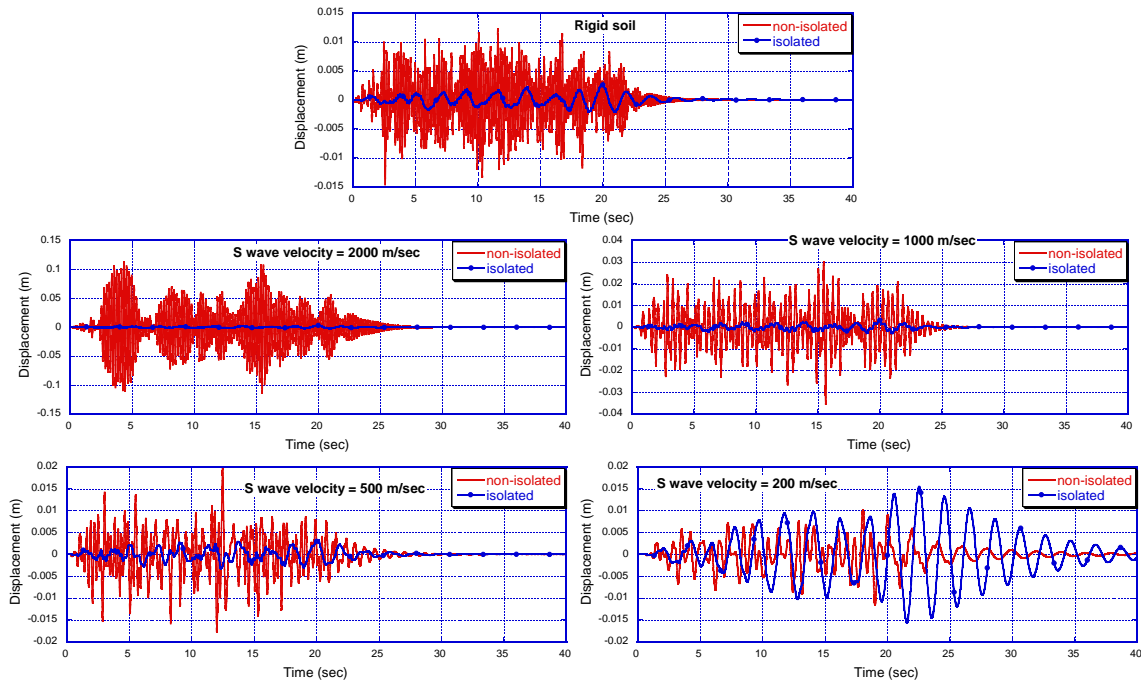 Rigid soil
non-isolated
isolated
Displacement (m)
0.015
0.01
0.005
0
-0.005
-0.01
-0.015
0 5 10 15 20 25 30 35 40
Time (sec)
S wave velocity = 2000 m/sec
non-isolated
isolated
Displacement (m)
0.15
0.1
0.05
0
-0.05
-0.1
0.15
0 5 10 15 20 25 30 35 40
Time (sec)
S wave velocity = 1000 m/sec
non-isolated
isolated
Displacement (m)
0.04
0.03
0.02
0.01
0
-0.01
-0.02
-0.03
-0.04
0 5 10 15 20 25 30 35 40
Time (sec)
S wave velocity = 500 m/sec
non-isolated
isolated
Displacement (m)
0.02
0.015
0.01
0.005
0
-0.005
-0.01
-0.015
-0.02
0 5 10 15 20 25 30 35 40
Time (sec)
S wave velocity = 200 m/sec
non-isolated
isolated
Displacement (m)
0.02
0.015
0.01
0.005
0
-0.005
-0.01
-0.015
-0.02
0 5 10 15 20 25 30 35 40
Time (sec)